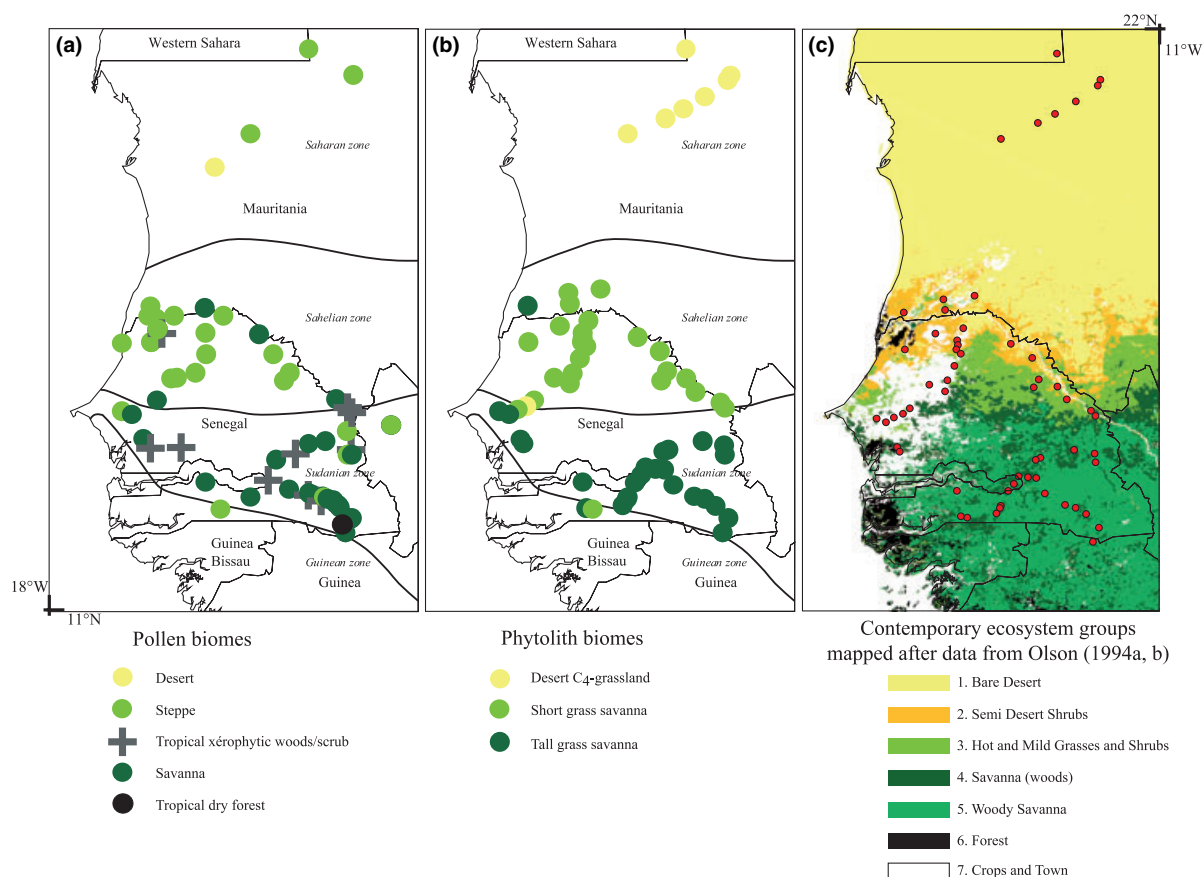 (a)
Western Sahara
Saharan zone
Mauritania
Sahelian zone
Senegal
Sudanian zone
Guinea
Bissau
Guinean zone
Guinea
18°W
11°N
(b)
Western Sahara
Saharan zone
Mauritania
Sahelian zone
Senegal
Sudanian zone
Guinea
Bissau
Guinean zone
Guinea
(c)
22°N
11°W
Pollen biomes
Desert
Steppe
Tropical xérophytic woods/scrub
Savanna
Tropical dry forest
Phytolith biomes
Desert C4-grassland
Short grass savanna
Tall grass savanna
Contemporary ecosystem groups
mapped after data from Olson (1994a, b)
1. Bare Desert
2. Semi Desert Shrubs
3. Hot and Mild Grasses and Shrubs
4. Savanna (woods)
5. Woody Savanna
6. Forest
7. Crops and Town